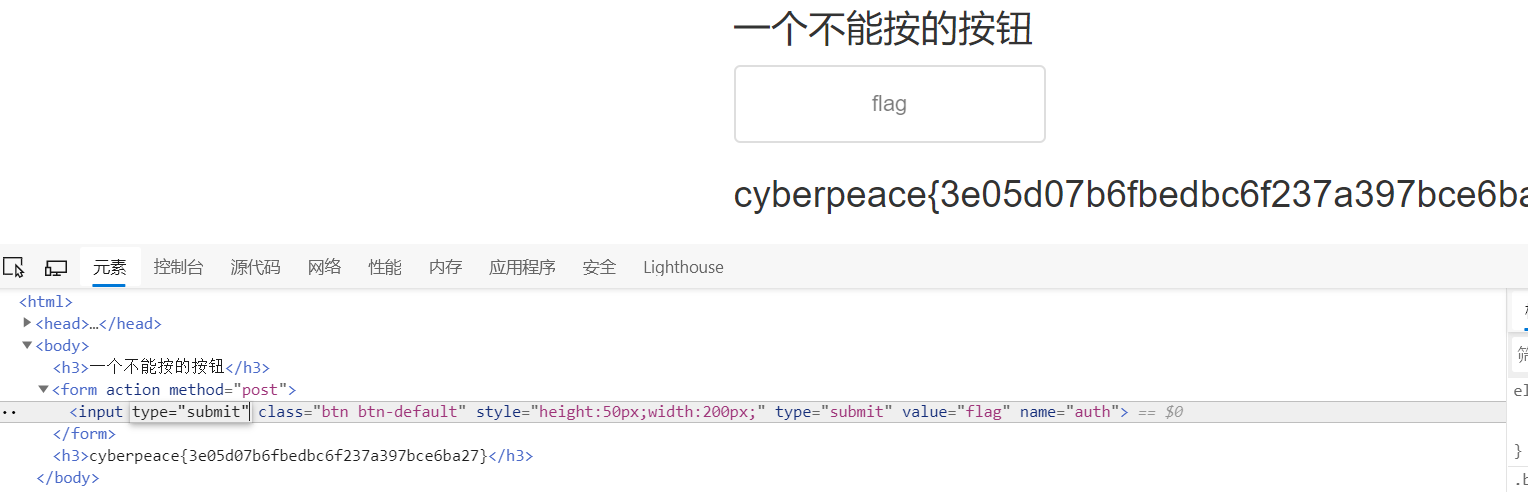 一个不能按的按钮
flag
cyberpeace{3e05d07b6fbedbc6f237a397bce6ba
元素 控制台 源代码 网络 性能 内存 应用程序 安全 Lighthouse
<html>
<head>…</head>
<body>
<h3>一个不能按的按钮</h3>
<form action method="post">
<input type="submit" class="btn btn-default" style="height:50px;width:200px;" type="submit" value="flag" name="auth"> == $0
</form>
<h3>cyberpeace{3e05d07b6fbedbc6f237a397bce6ba27}</h3>
</body>
筛
el
}
.b